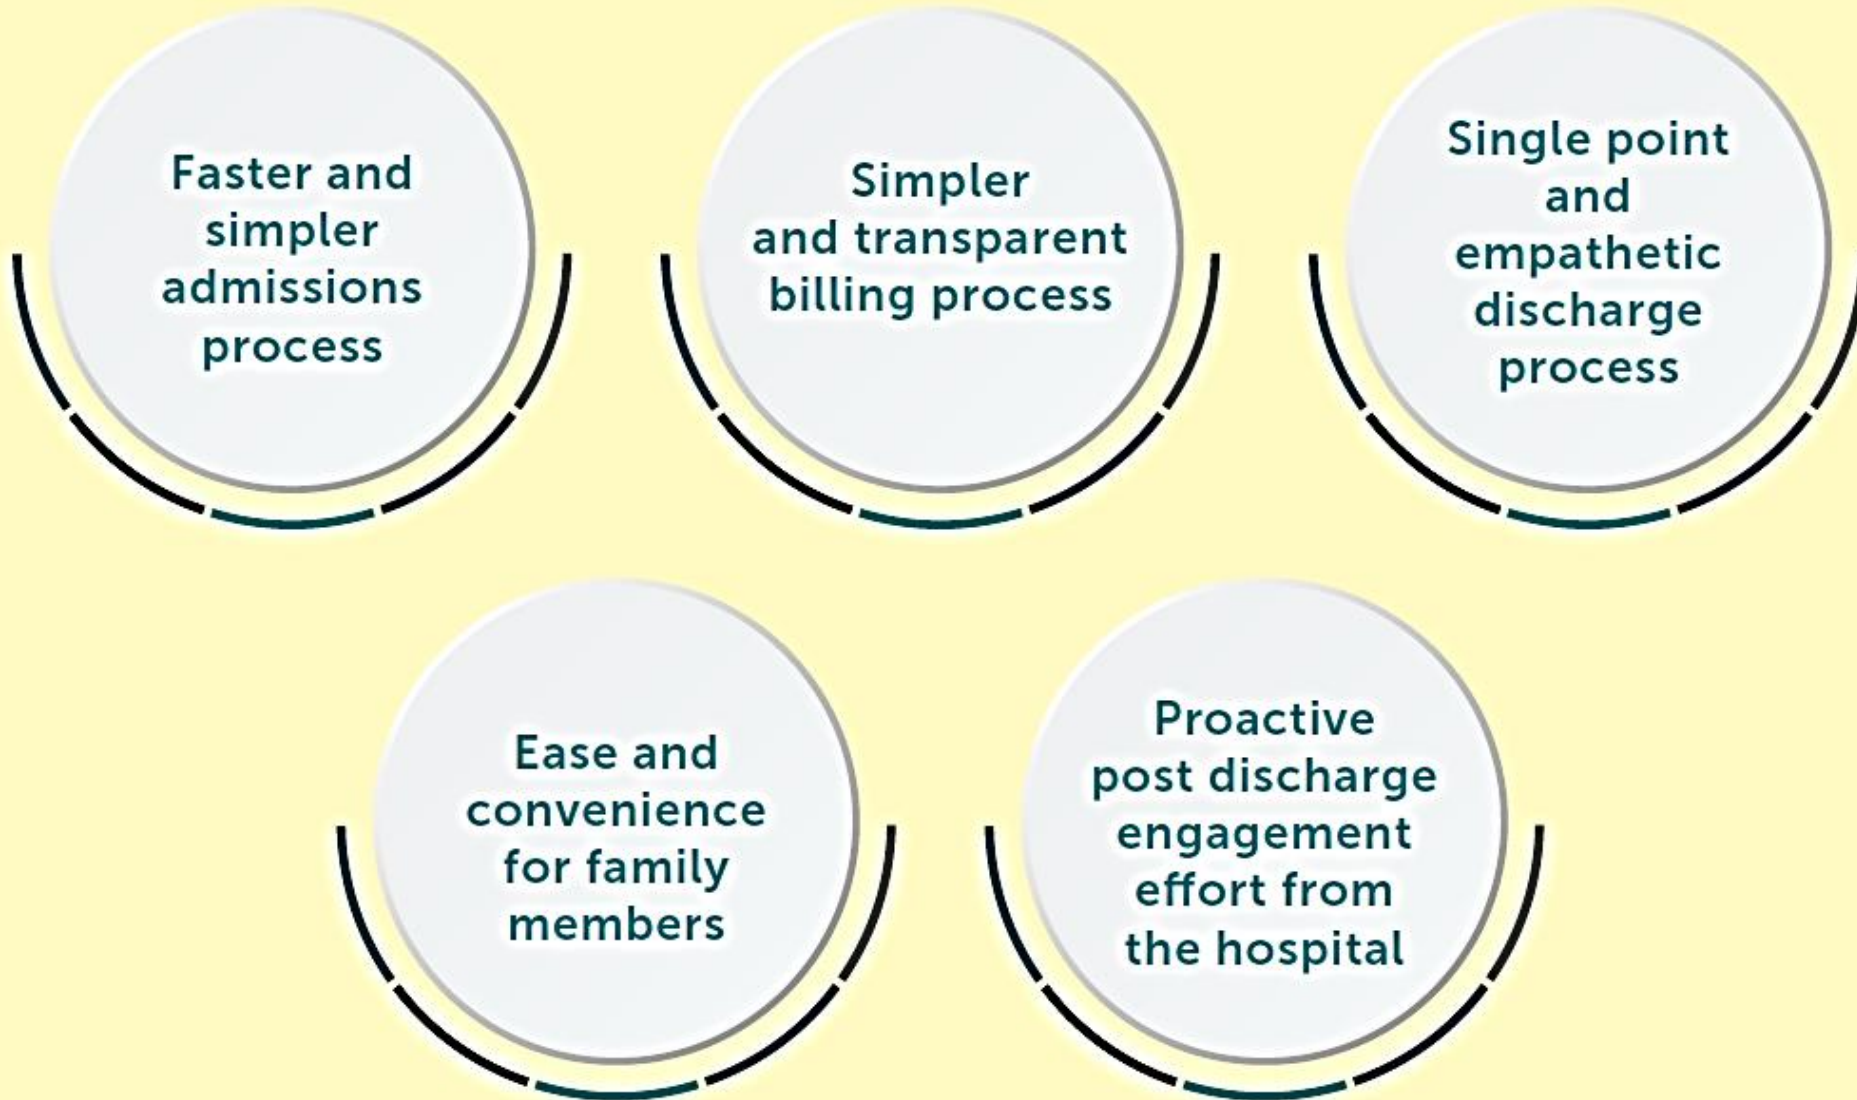 Faster and
simpler
admissions
process
Simpler
and transparent
billing process
Single point
and
empathetic
discharge
process
Ease and
convenience
for family
members
Proactive
post discharge
engagement
effort from
the hospital